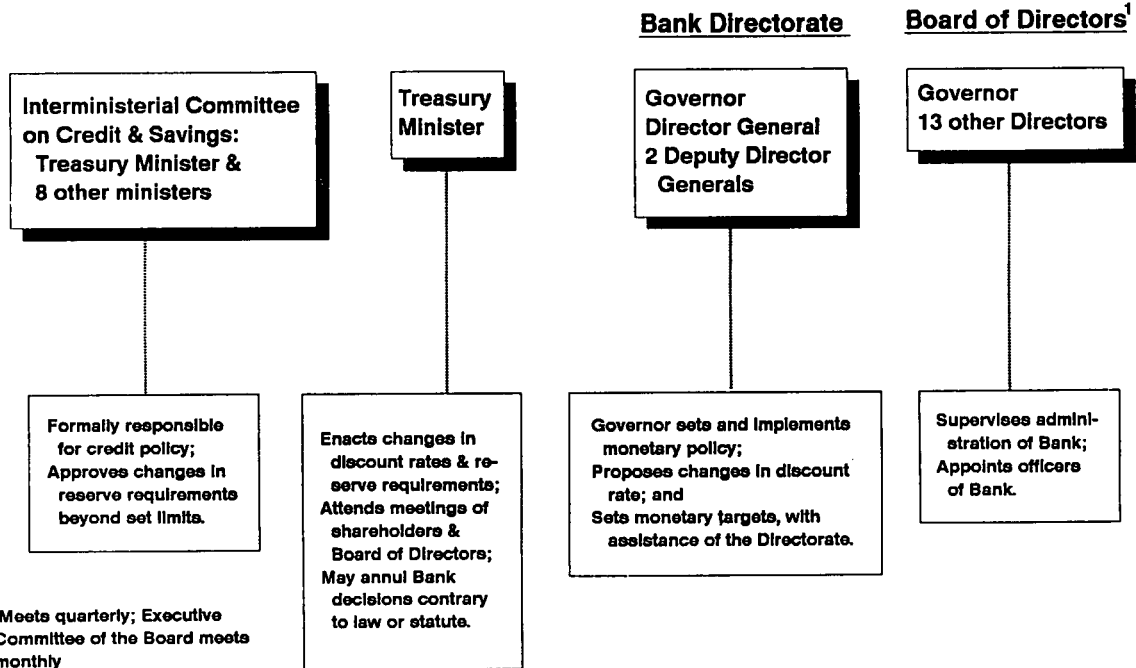 Bank Directorate
Board of Directors¹
Interministerial Committee
on Credit & Savings:
Treasury Minister &
8 other ministers
Treasury
Minister
Governor
Director General
2 Deputy Director
Generals
Governor
13 other Directors
Formally responsible
for credit policy;
Approves changes in
reserve requirements
beyond set limits.
Enacts changes in
discount rates & re-
serve requirements;
Attends meetings of
shareholders &
Board of Directors;
May annul Bank
decisions contrary
to law or statute.
Governor sets and implements
monetary policy;
Proposes changes in discount
rate; and
Sets monetary targets, with
assistance of the Directorate.
Supervises admini-
stration of Bank;
Appoints officers
of Bank.
Meets quarterly; Executive
Committee of the Board meets
monthly